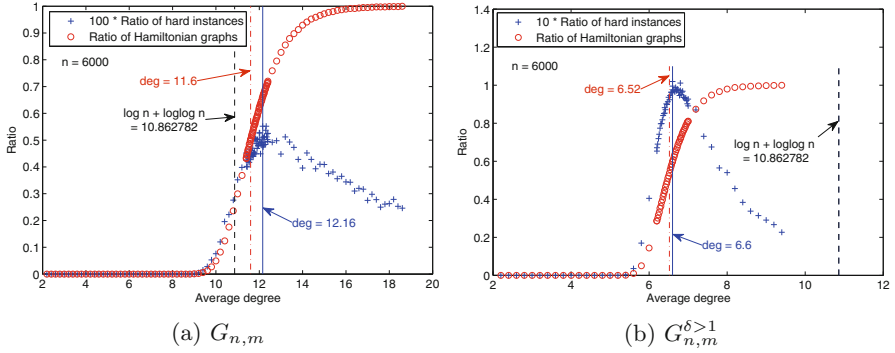 100 * Ratio of hard instances
Ratio of Hamiltonian graphs
n = 6000
deg = 11.6
log n + loglog n
= 10.862782
deg = 12.16
Ratio
1
0.9
0.8
0.7
0.6
0.5
0.4
0.3
0.2
0.1
0
2 4 6 8 10 12 14 16 18 20
Average degree
(a) G_{n,m}
10 * Ratio of hard instances
Ratio of Hamiltonian graphs
n = 6000
deg = 6.52
log n + loglog n
= 10.862782
deg = 6.6
Ratio
1.4
1.2
1
0.8
0.6
0.4
0.2
0
2 4 6 8 10 12
Average degree
(b) G_{n,m}^{δ>1}